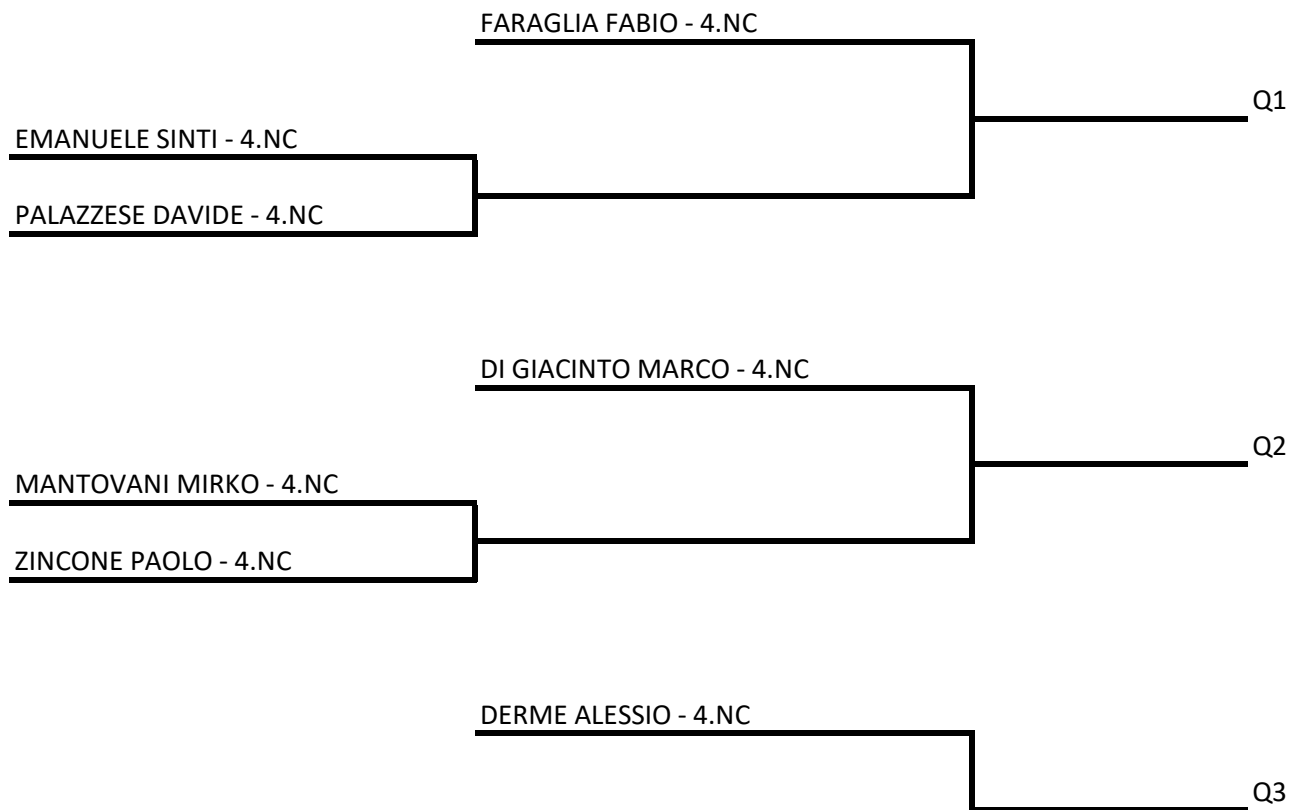 FARAGLIA FABIO - 4.NC
Q1
EMANUELE SINTI - 4.NC
PALAZZESE DAVIDE - 4.NC
DI GIACINTO MARCO - 4.NC
Q2
MANTOVANI MIRKO - 4.NC
ZINCONE PAOLO - 4.NC
DERME ALESSIO - 4.NC
Q3